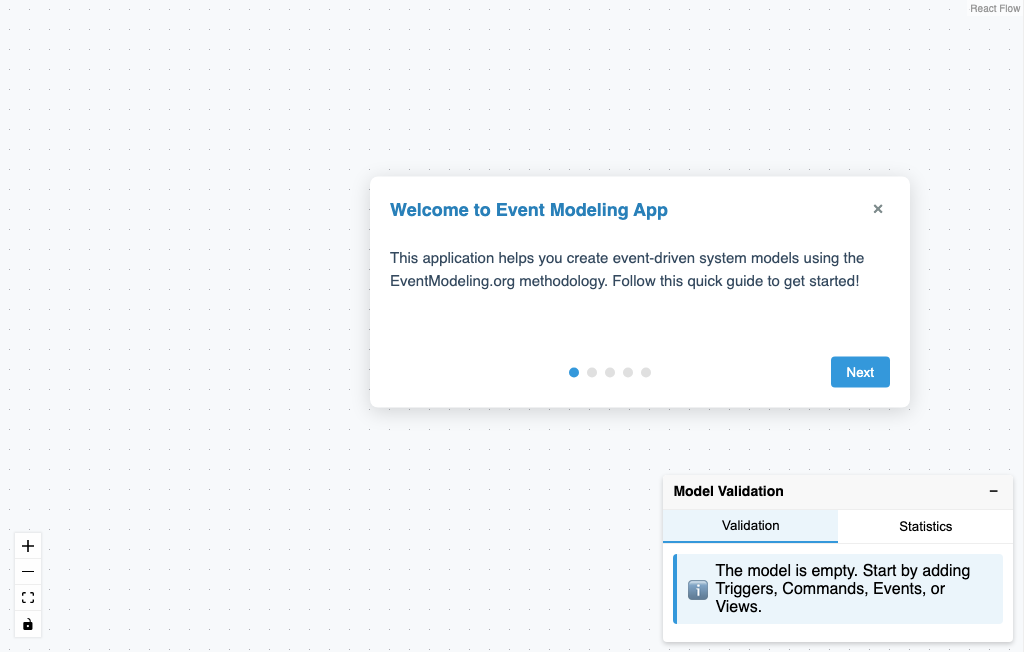 React Flow
Welcome to Event Modeling App
×
This application helps you create event-driven system models using the
EventModeling.org methodology. Follow this quick guide to get started!
Next
Model Validation
−
Validation
Statistics
The model is empty. Start by adding
Triggers, Commands, Events, or
Views.